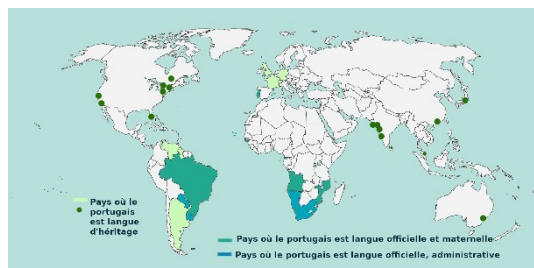 Pays où le
portugais
est langue
d'héritage
Pays où le portugais est langue officielle et maternelle
Pays où le portugais est langue officielle, administrative